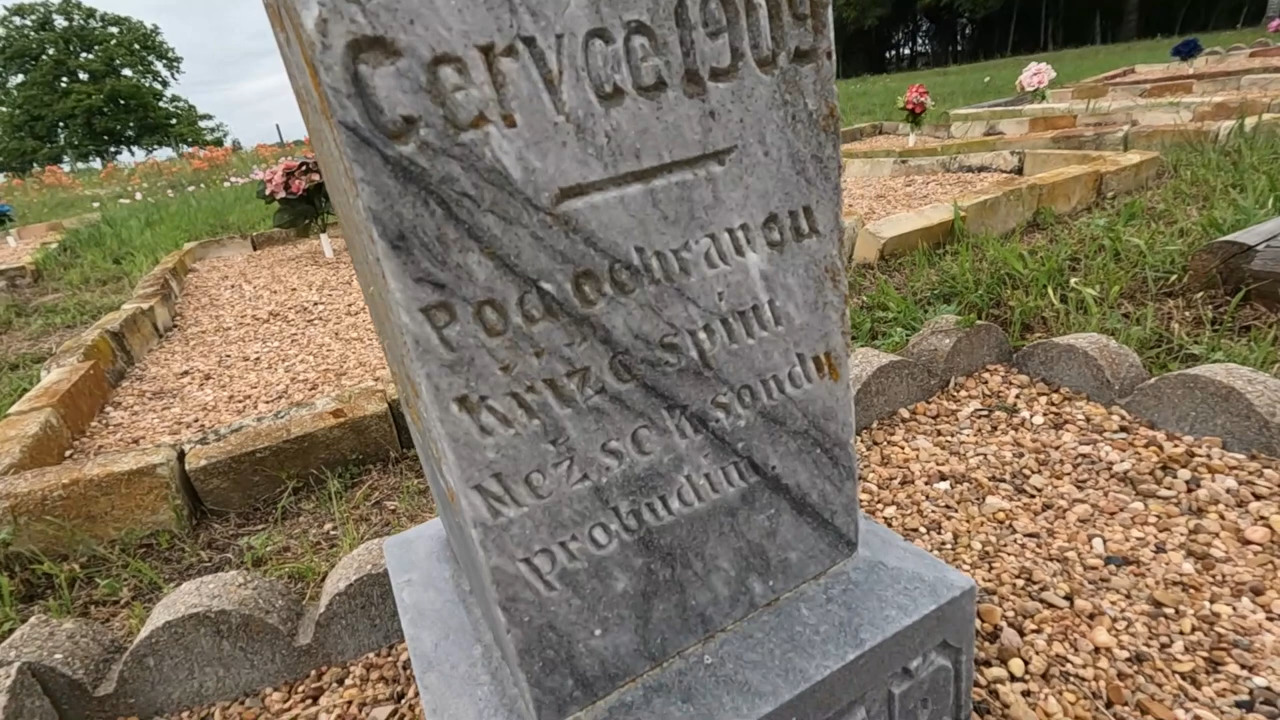 Cervce 1909
Pod ochranou
kříže spím
Než se k soudu
probudím.